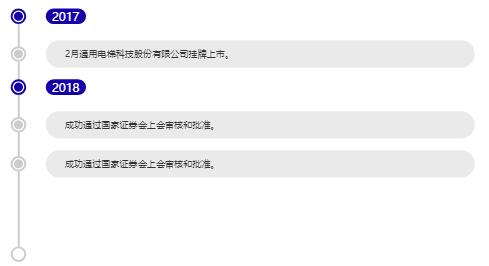 2017
2月通用电梯科技股份有限公司挂牌上市。
2018
成功通过国家证券会上会审核和批准。
成功通过国家证券会上会审核和批准。